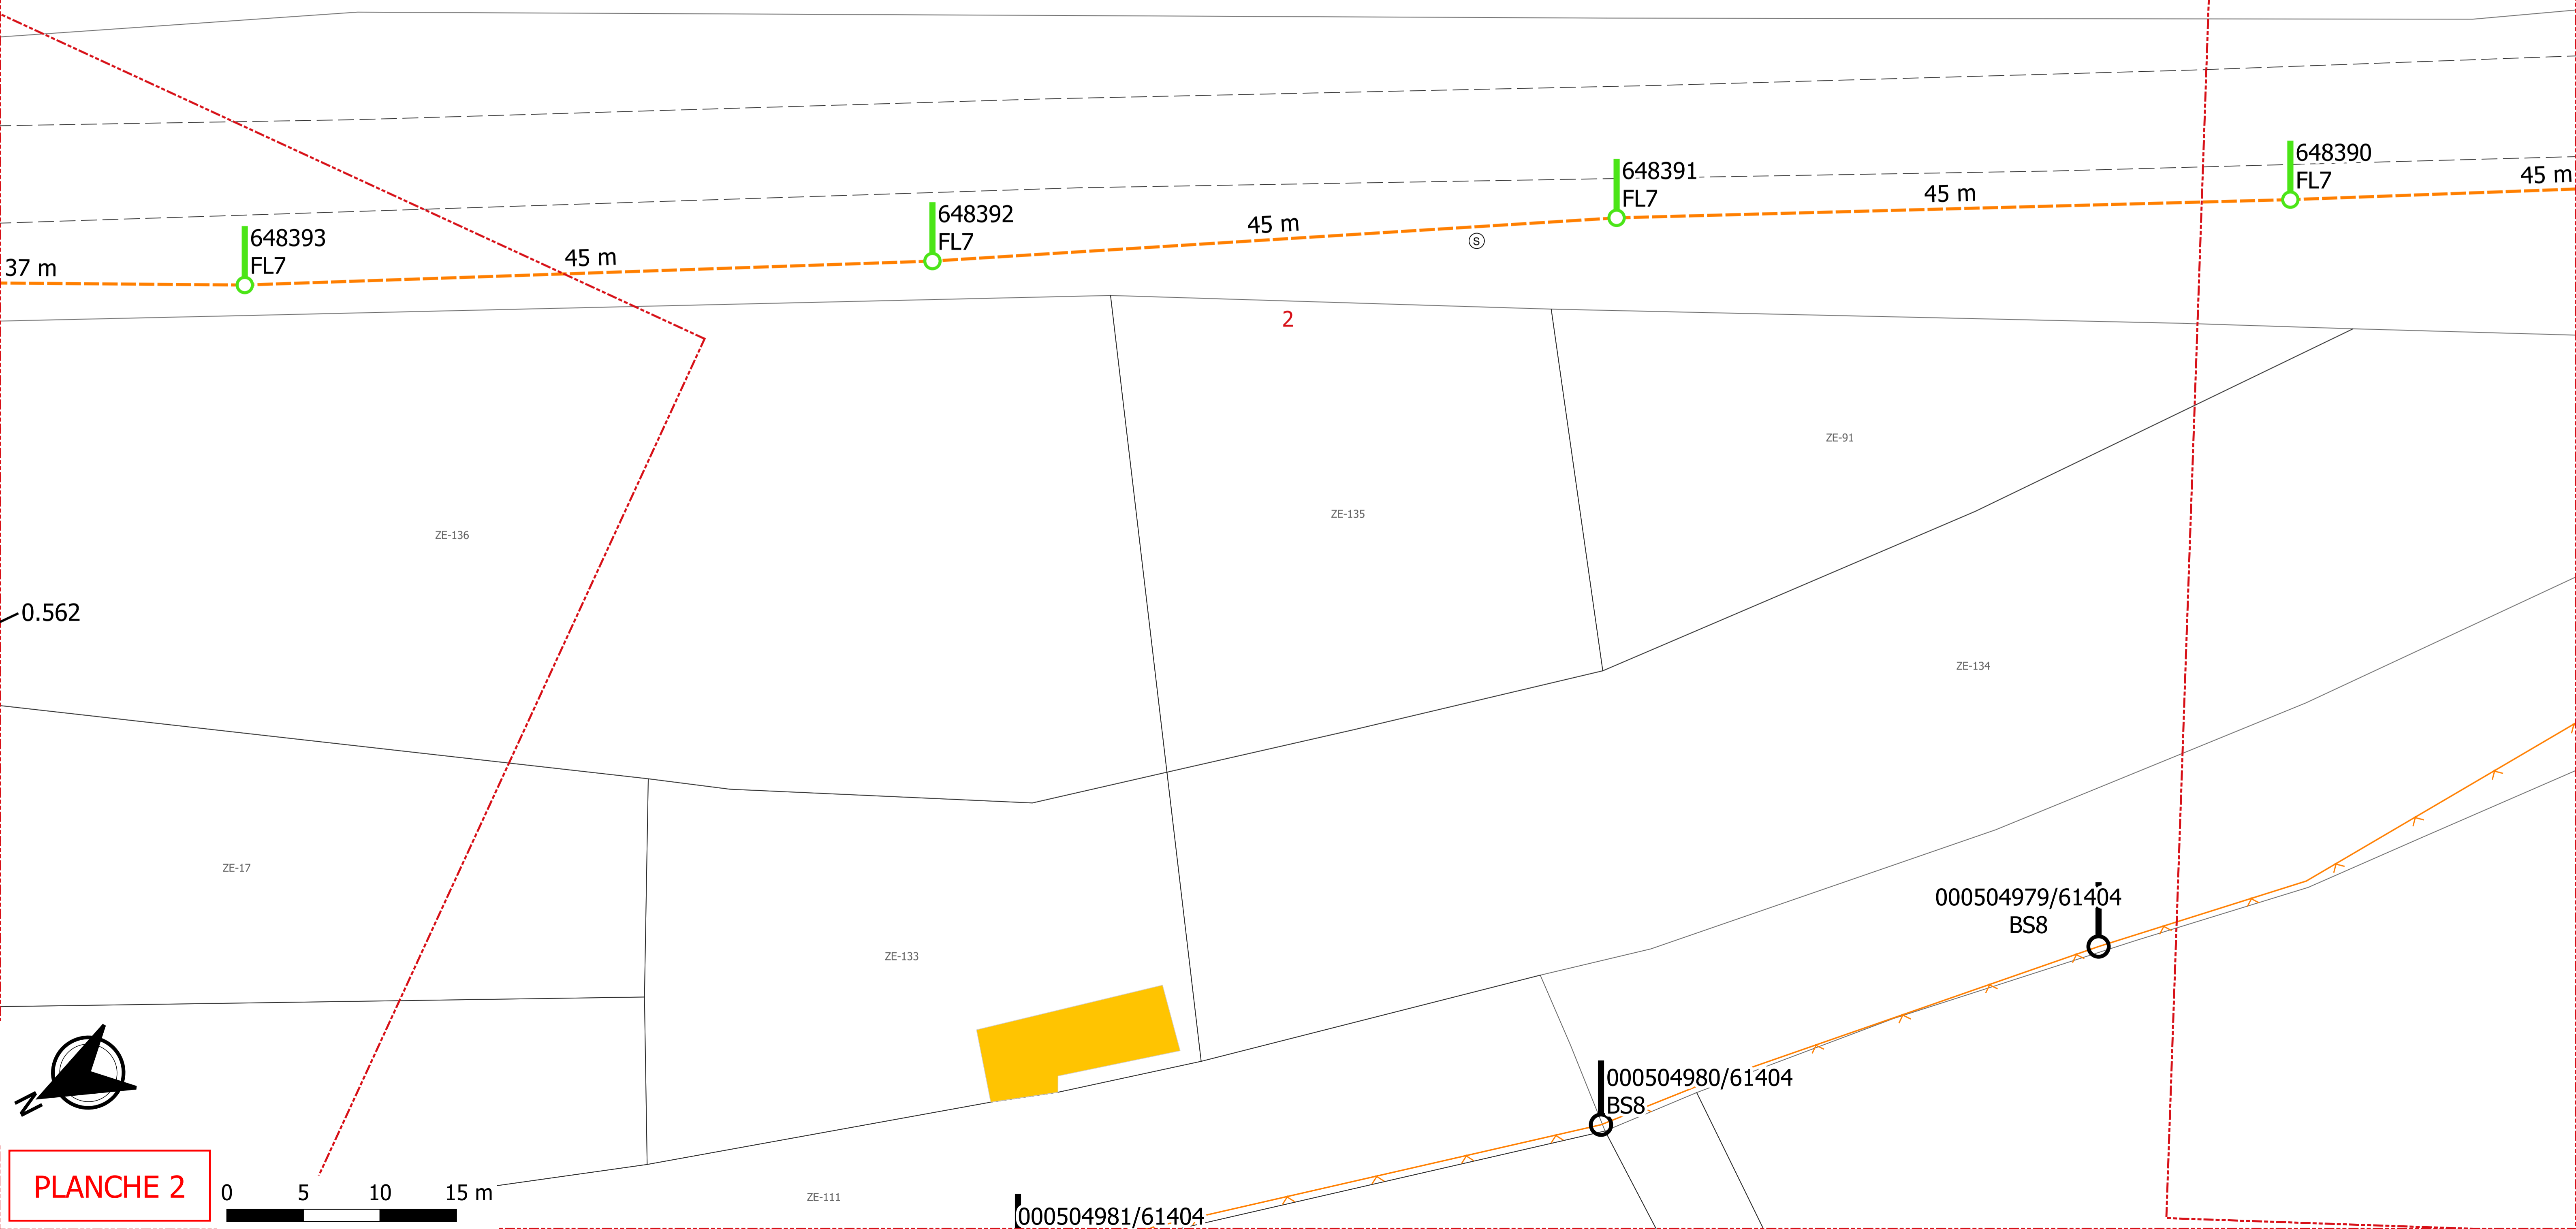 648390
FL7
45 m
648391
FL7
45 m
648392
FL7
45 m
S
648393
FL7
45 m
37 m
2
ZE-91
ZE-135
ZE-136
0.562
ZE-134
ZE-17
000504979/61404
BS8
ZE-133
000504980/61404
BS8
N
PLANCHE 2
0 5 10 15 m
ZE-111
000504981/61404